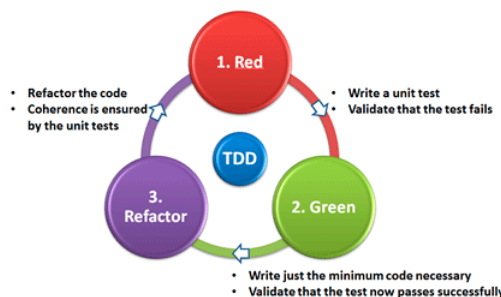 1. Red
• Refactor the code
• Coherence is ensured
by the unit tests
• Write a unit test
• Validate that the test fails
TDD
3.
Refactor
2. Green
• Write just the minimum code necessary
• Validate that the test now passes successfully